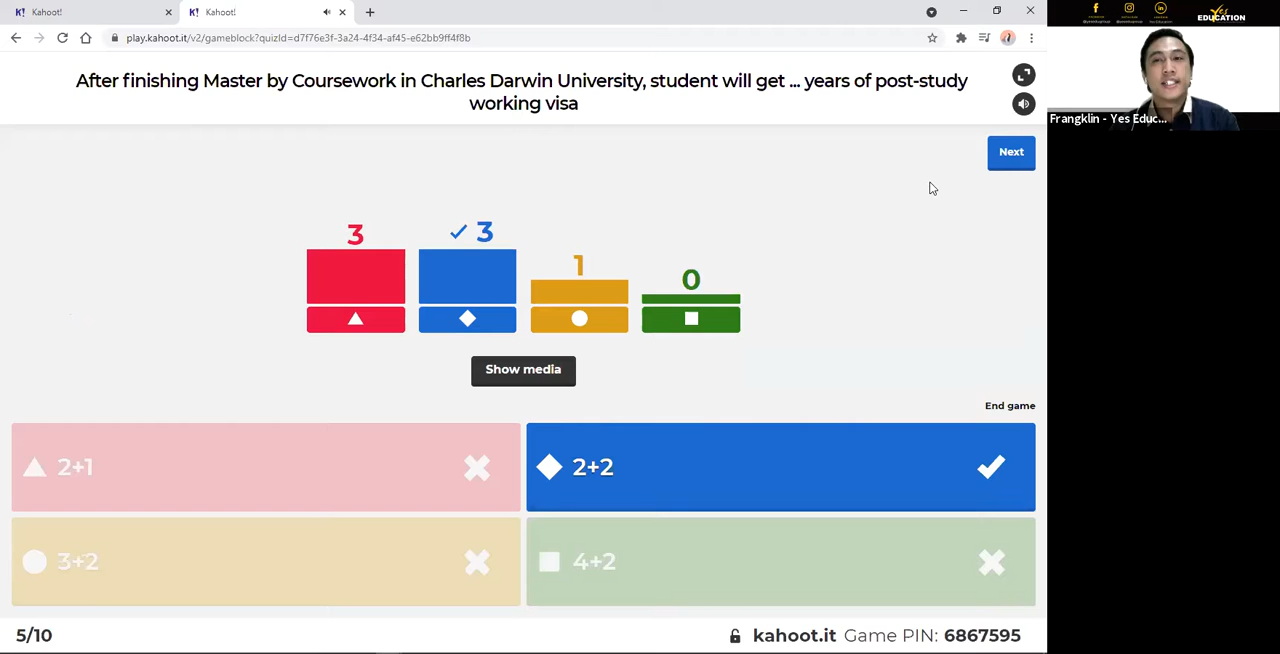 Kahoot!
Kahoot!
play.kahoot.it/v2/gameblock?quizId=d7f76e3f-3a24-4f34-af45-e62bb9ff4f8b
After finishing Master by Coursework in Charles Darwin University, student will get ... years of post-study
working visa
Next
3
3
1
0
Show media
End game
2+1
2+2
3+2
4+2
5/10
kahoot.it Game PIN: 6867595
Yes
EDUCATION
Frangklin - Yes Educ...